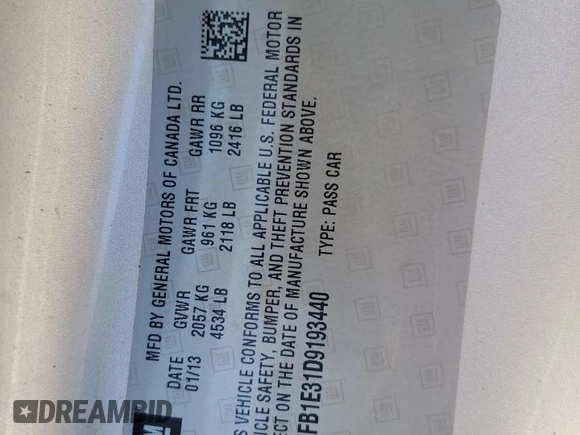 MFD BY GENERAL MOTORS OF CANADA LTD.
DATE GVWR GAWR FRT GAWR RR
01/13 2057 KG 961 KG 1096 KG
4534 LB 2118 LB 2416 LB
VEHICLE CONFORMS TO ALL APPLICABLE U.S. FEDERAL MOTOR
SAFETY, BUMPER, AND THEFT PREVENTION STANDARDS IN
ON THE DATE OF MANUFACTURE SHOWN ABOVE.
FB1E31D9193440 TYPE: PASS CAR
DREAMBID